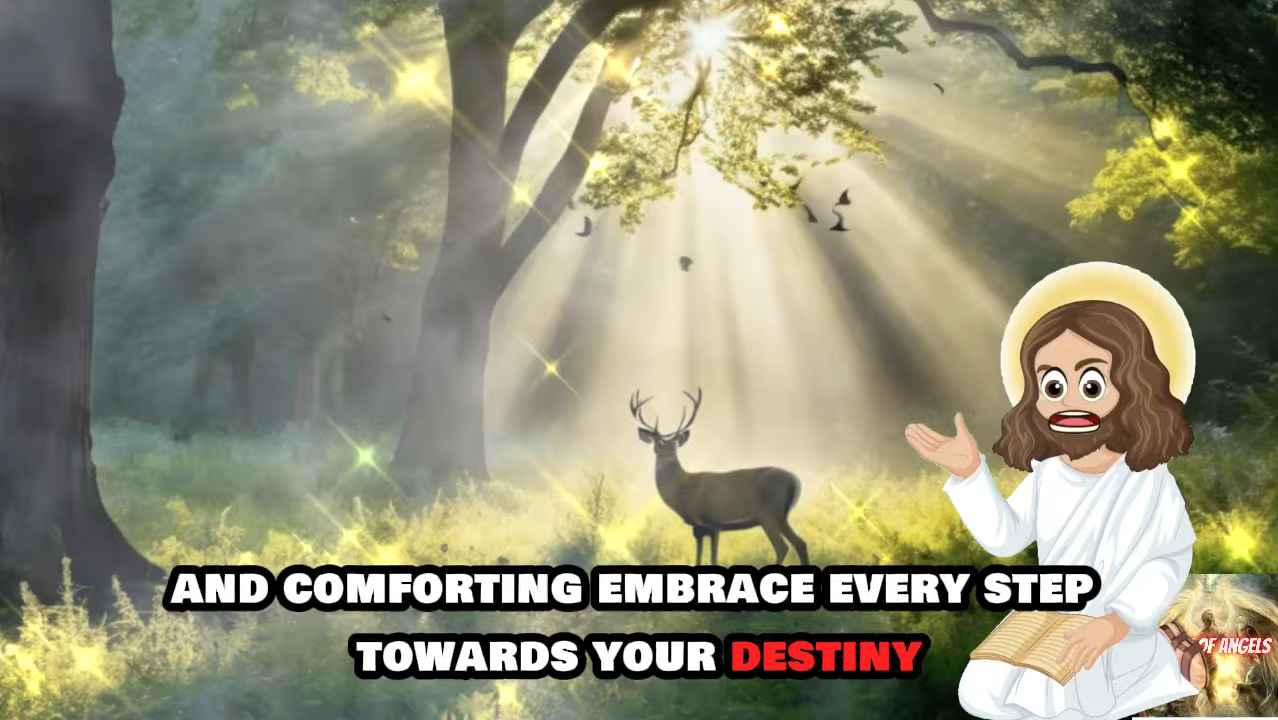 AND COMFORTING EMBRACE EVERY STEP
TOWARDS YOUR DESTINY
OF ANGELS